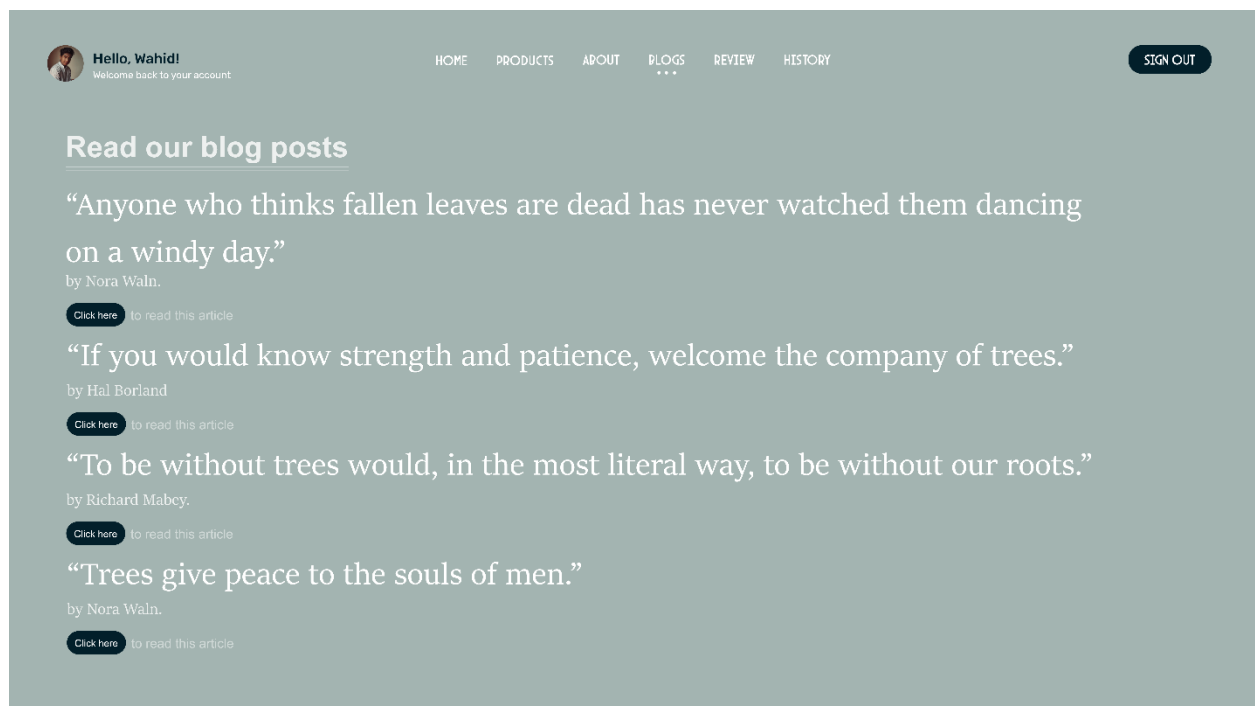 Hello, Wahid!
Welcome back to your account
HOME PRODUCTS ABOUT BLOGS REVIEW HISTORY
SIGN OUT
Read our blog posts
“Anyone who thinks fallen leaves are dead has never watched them dancing
on a windy day.”
by Nora Waln.
Click here to read this article
“If you would know strength and patience, welcome the company of trees.”
by Hal Borland
Click here to read this article
“To be without trees would, in the most literal way, to be without our roots.”
by Richard Mabey.
Click here to read this article
“Trees give peace to the souls of men.”
by Nora Waln.
Click here to read this article